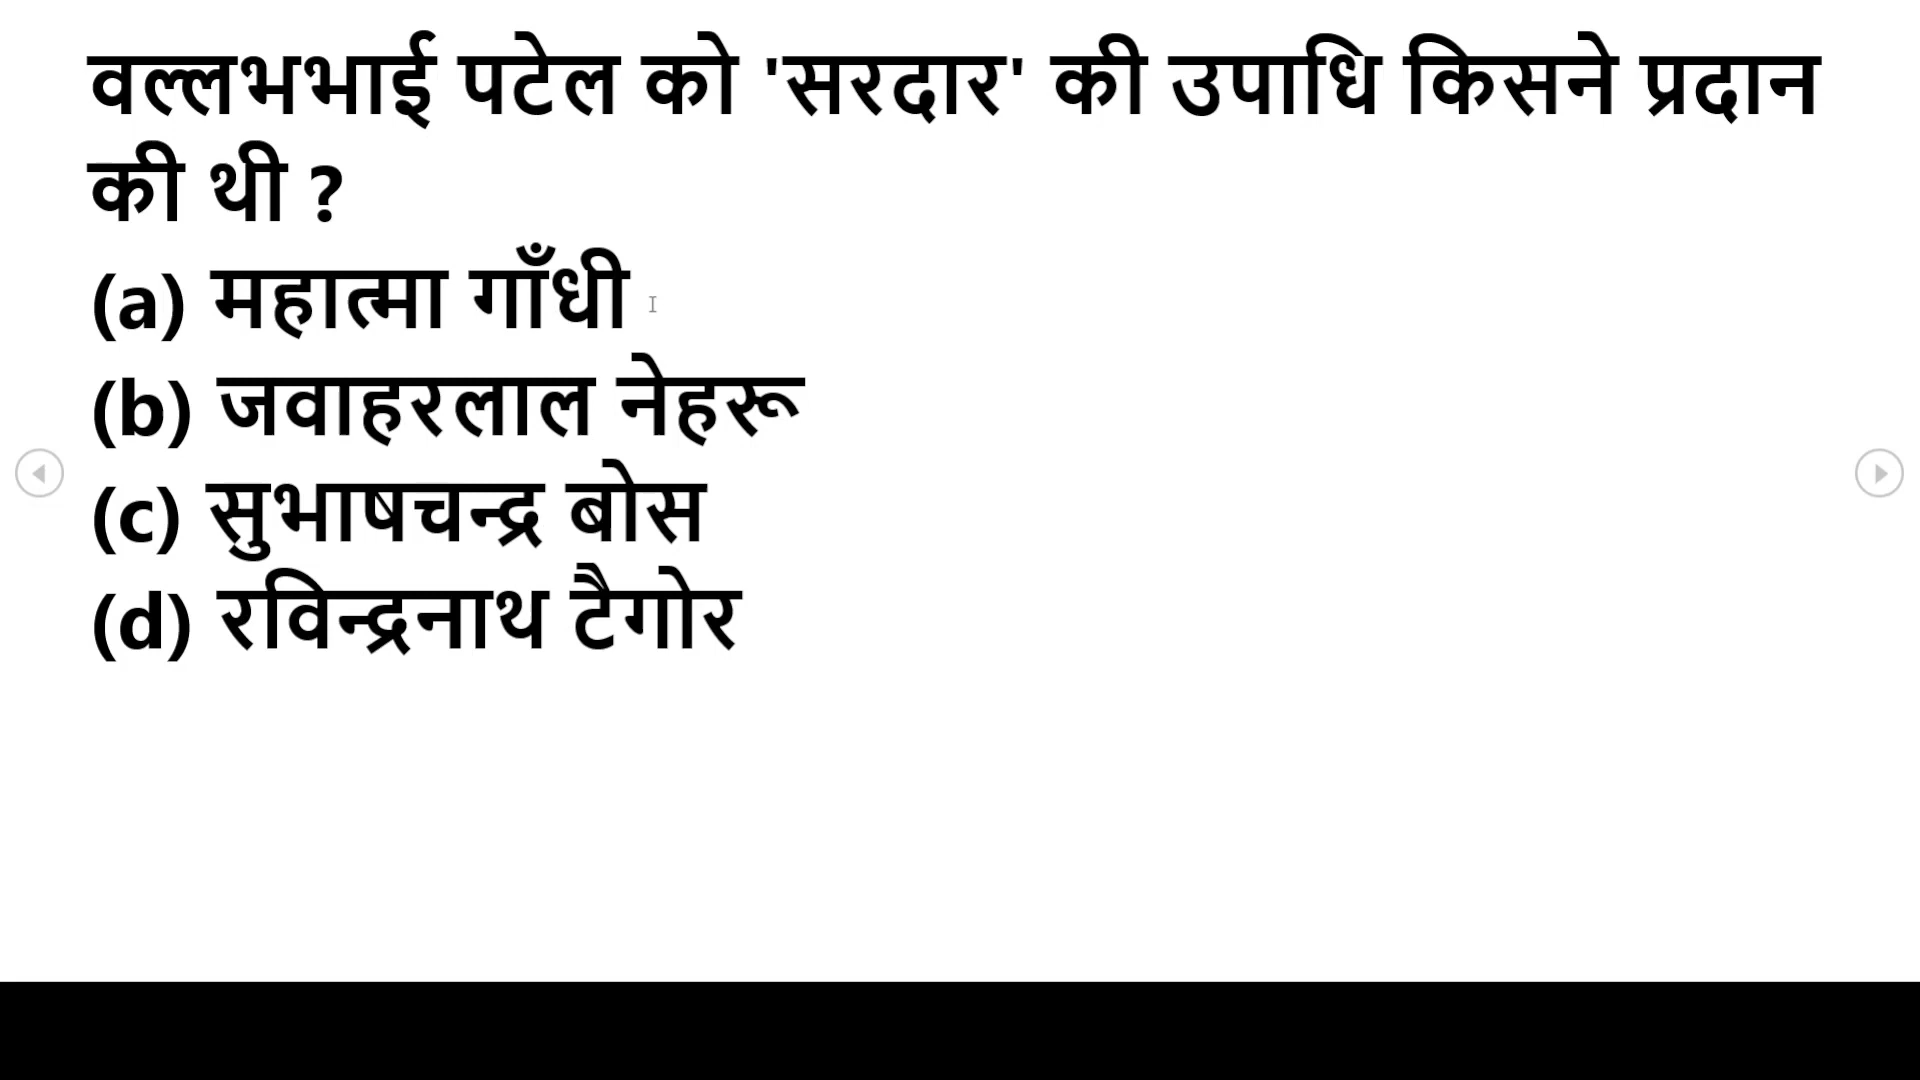 वल्लभभाई पटेल को 'सरदार' की उपाधि किसने प्रदान
की थी ?
(a) महात्मा गाँधी
(b) जवाहरलाल नेहरू
(c) सुभाषचन्द्र बोस
(d) रविन्द्रनाथ टैगोर